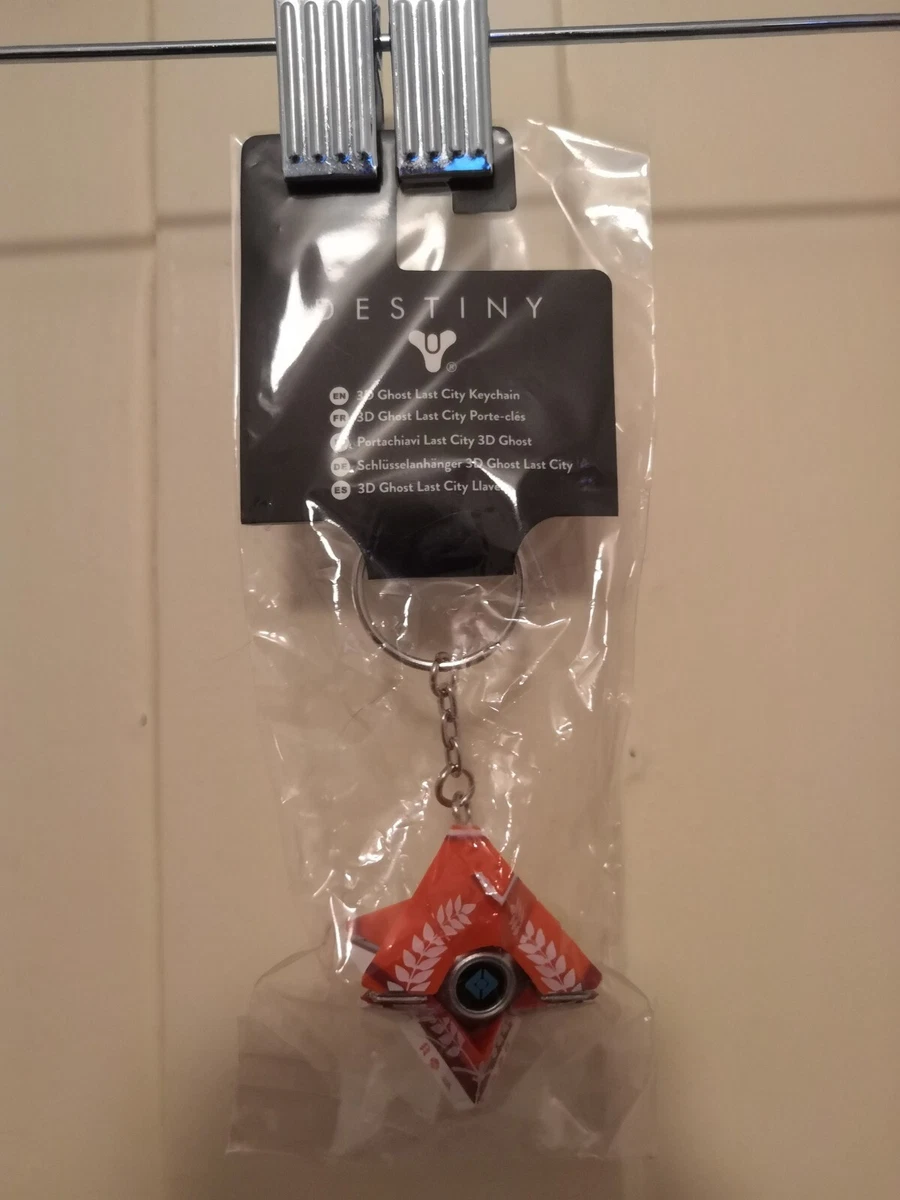 DESTINY
EN 3D Ghost Last City Keychain
FR 3D Ghost Last City Porte-clés
Portachiavi Last City 3D Ghost
DE Schlüsselanhänger 3D Ghost Last City
ES 3D Ghost Last City